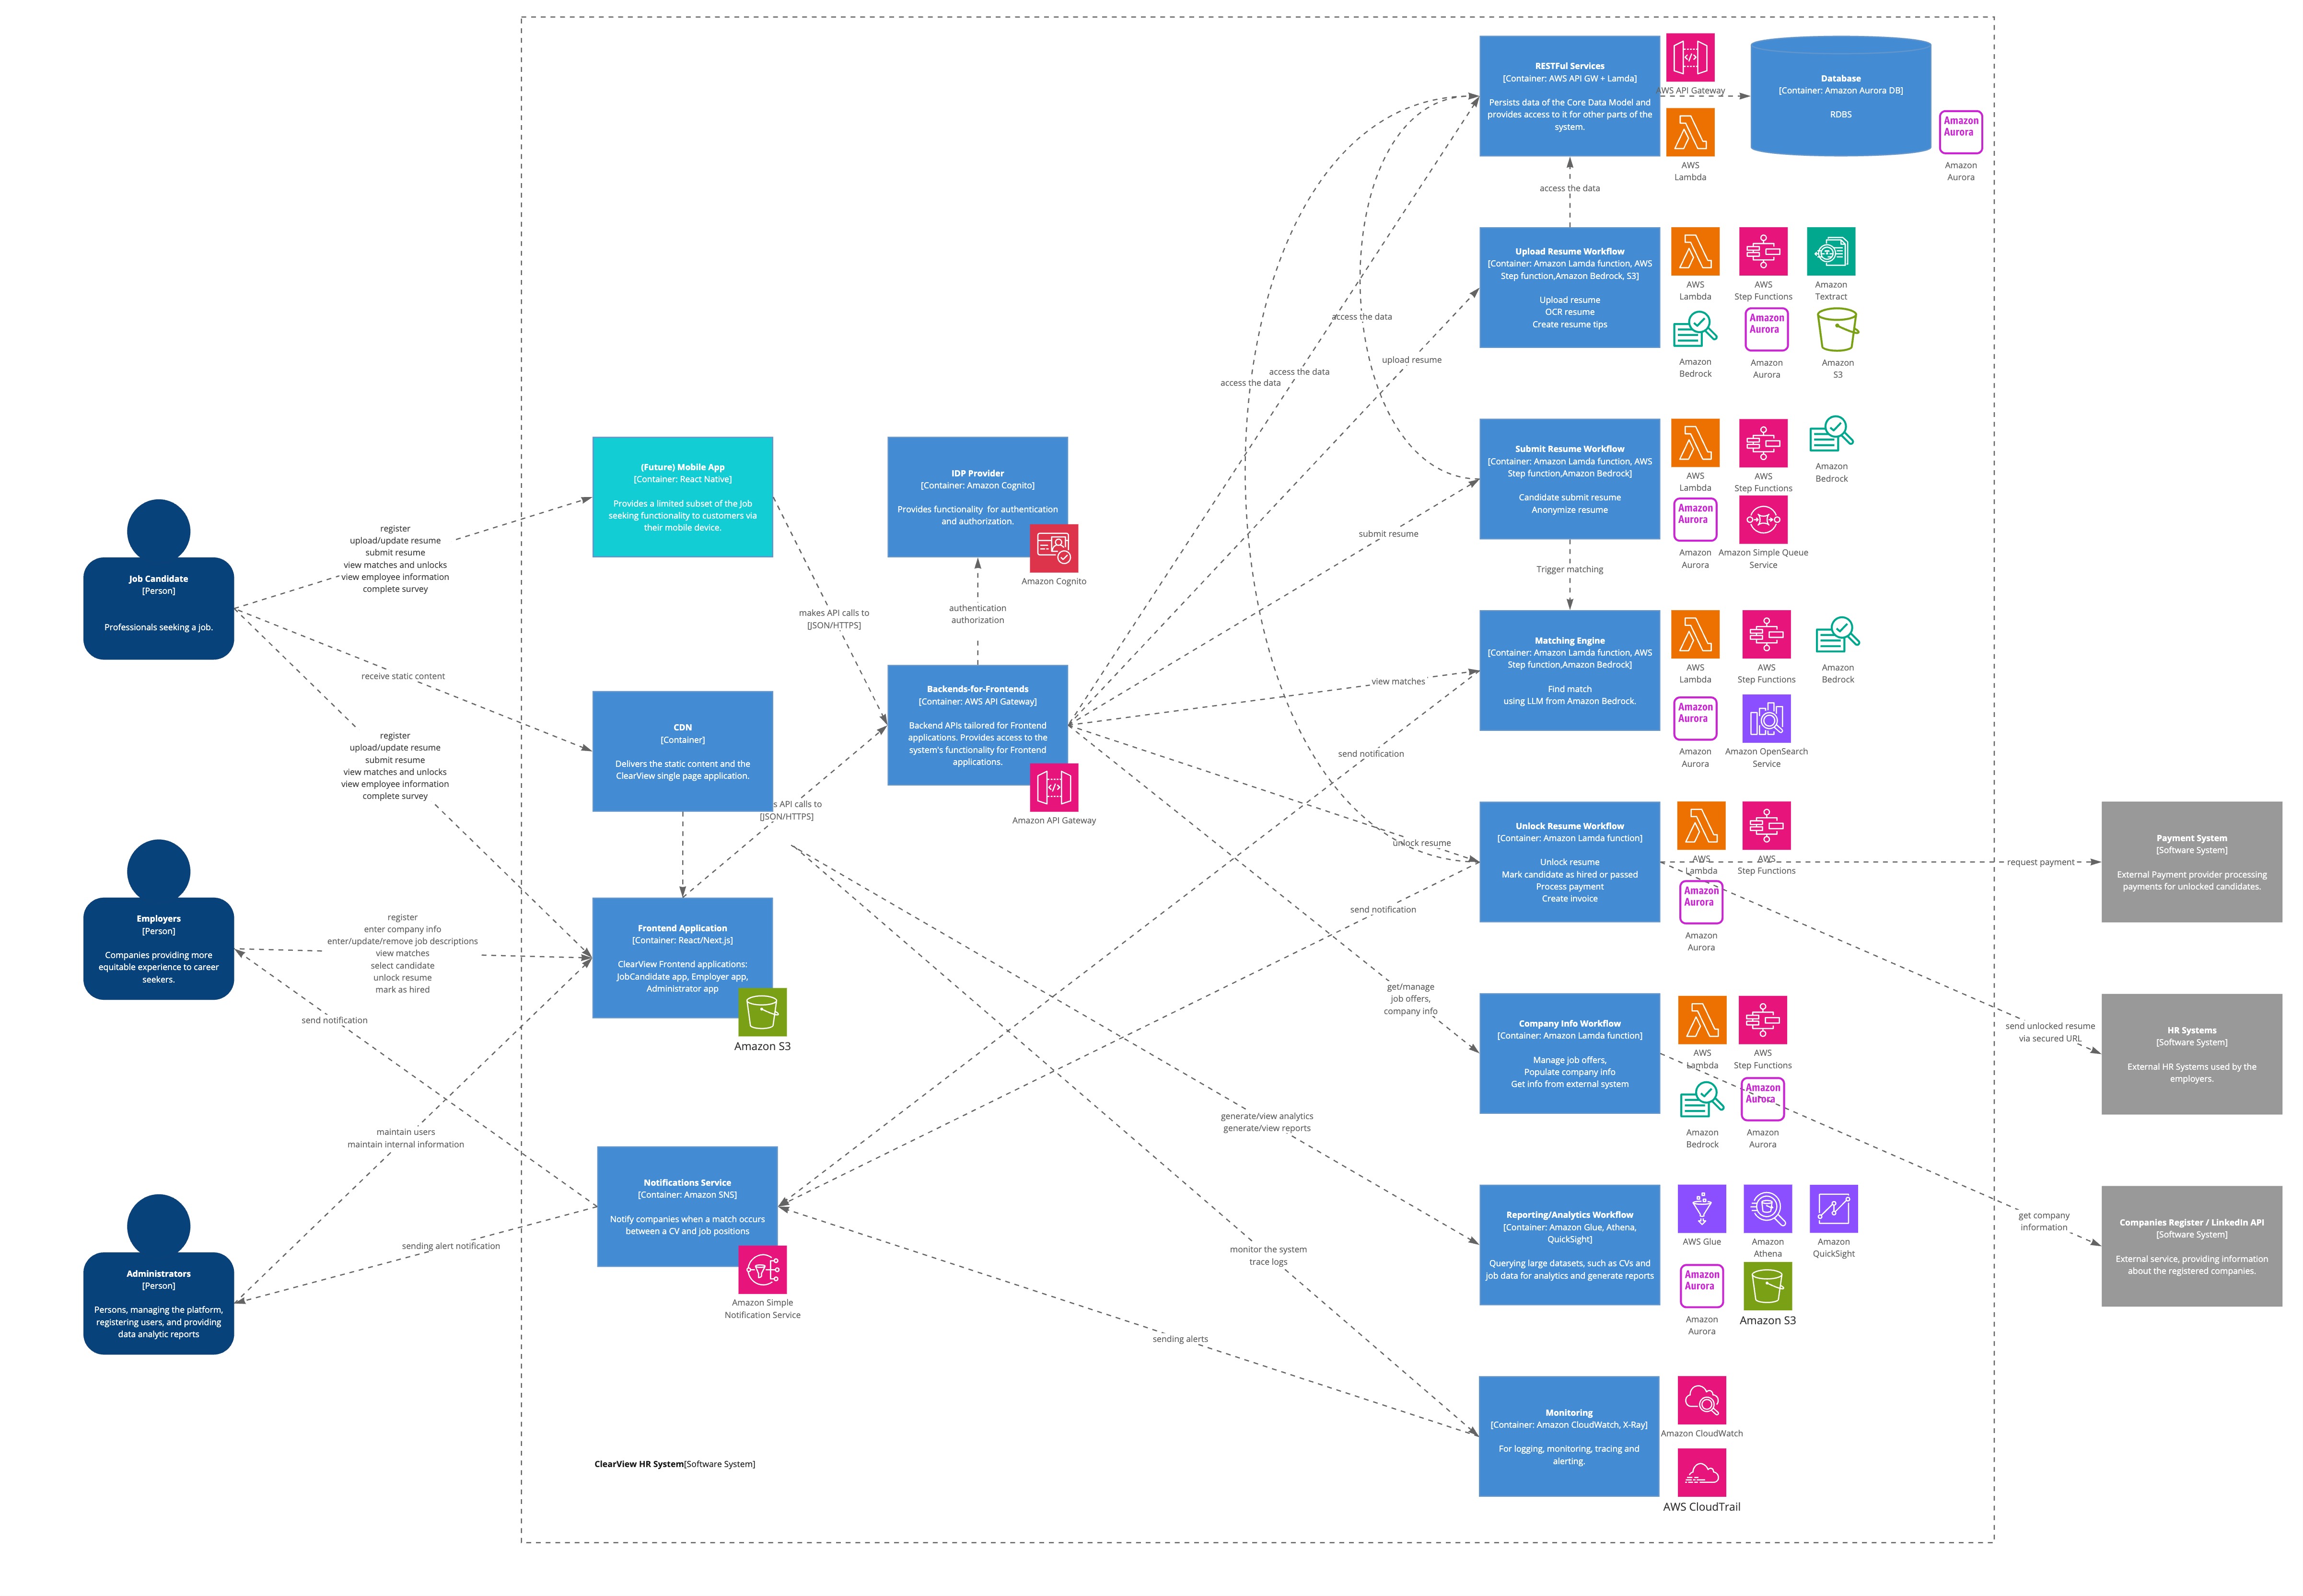 Job Candidate
[Person]
Professionals seeking a job.
Employers
[Person]
Companies providing more
equitable experience to career
seekers.
Administrators
[Person]
Persons, managing the platform,
registering users, and providing
data analytic reports
register
upload/update resume
submit resume
view matches and unlocks
view employee information
complete survey
receive static content
register
upload/update resume
submit resume
view matches and unlocks
view employee information
complete survey
register
enter company info
enter/update/remove job descriptions
view matches
select candidate
unlock resume
mark as hired
send notification
maintain users
maintain internal information
sending alert notification
(Future) Mobile App
[Container: React Native]
Provides a limited subset of the Job
seeking functionality to customers via
their mobile device.
CDN
[Container]
Delivers the static content and the
ClearView single page application.
Frontend Application
[Container: React/Next.js]
ClearView Frontend applications:
JobCandidate app, Employer app,
Administrator app
Amazon S3
Notifications Service
[Container: Amazon SNS]
Notify companies when a match occurs
between a CV and job positions
Amazon Simple
Notification Service
ClearView HR System[Software System]
makes API calls to
[JSON/HTTPS]
s API calls to
[JSON/HTTPS]
IDP Provider
[Container: Amazon Cognito]
Provides functionality for authentication
and authorization.
Amazon Cognito
authentication
authorization
Backends-for-Frontends
[Container: AWS API Gateway]
Backend APIs tailored for Frontend
applications. Provides access to the
system's functionality for Frontend
applications.
Amazon API Gateway
access the data
access the data
access the data
access the data
upload resume
submit resume
view matches
send notification
unlock resume
send notification
get/manage
job offers,
company info
generate/view analytics
generate/view reports
monitor the system
trace logs
sending alerts
RESTFul Services
[Container: AWS API GW + Lamda]
Persists data of the Core Data Model and
provides access to it for other parts of the
system.
AWS API Gateway
AWS
Lambda
Database
[Container: Amazon Aurora DB]
RDBS
Amazon
Aurora
Amazon
Aurora
Upload Resume Workflow
[Container: Amazon Lamda function, AWS
Step function,Amazon Bedrock, S3]
Upload resume
OCR resume
Create resume tips
AWS
Lambda
AWS
Step Functions
Amazon
Textract
Amazon
Bedrock
Amazon
Aurora
Amazon
Aurora
Amazon
S3
Submit Resume Workflow
[Container: Amazon Lamda function, AWS
Step function,Amazon Bedrock]
Candidate submit resume
Anonymize resume
AWS
Lambda
AWS
Step Functions
Amazon
Bedrock
Amazon
Aurora
Amazon
Aurora
Amazon Simple Queue
Service
Trigger matching
Matching Engine
[Container: Amazon Lamda function, AWS
Step function,Amazon Bedrock]
Find match
using LLM from Amazon Bedrock.
AWS
Lambda
AWS
Step Functions
Amazon
Bedrock
Amazon
Aurora
Amazon
Aurora
Amazon OpenSearch
Service
Unlock Resume Workflow
[Container: Amazon Lamda function]
Unlock resume
Mark candidate as hired or passed
Process payment
Create invoice
AWS
Lambda
AWS
Step Functions
Amazon
Aurora
Amazon
Aurora
request payment
send unlocked resume
via secured URL
Company Info Workflow
[Container: Amazon Lamda function]
Manage job offers,
Populate company info
Get info from external system
AWS
Lambda
AWS
Step Functions
Amazon
Bedrock
Amazon
Aurora
Amazon
Aurora
get company
information
Reporting/Analytics Workflow
[Container: Amazon Glue, Athena,
QuickSight]
Querying large datasets, such as CVs and
job data for analytics and generate reports
AWS Glue
Amazon
Athena
Amazon
QuickSight
Amazon
Aurora
Amazon
Aurora
Amazon S3
Monitoring
[Container: Amazon CloudWatch, X-Ray]
For logging, monitoring, tracing and
alerting.
Amazon CloudWatch
AWS CloudTrail
Payment System
[Software System]
External Payment provider processing
payments for unlocked candidates.
HR Systems
[Software System]
External HR Systems used by the
employers.
Companies Register / LinkedIn API
[Software System]
External service, providing information
about the registered companies.